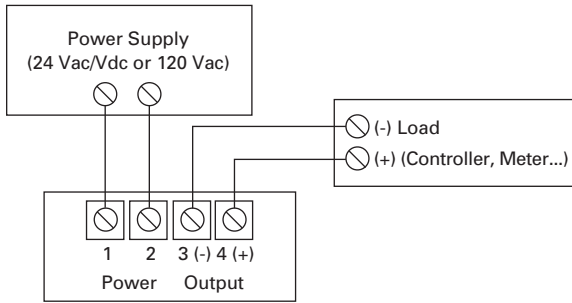 Power Supply
(24 Vac/Vdc or 120 Vac)
(-) Load
(+) (Controller, Meter...)
1 2 3 (-) 4 (+)
Power Output